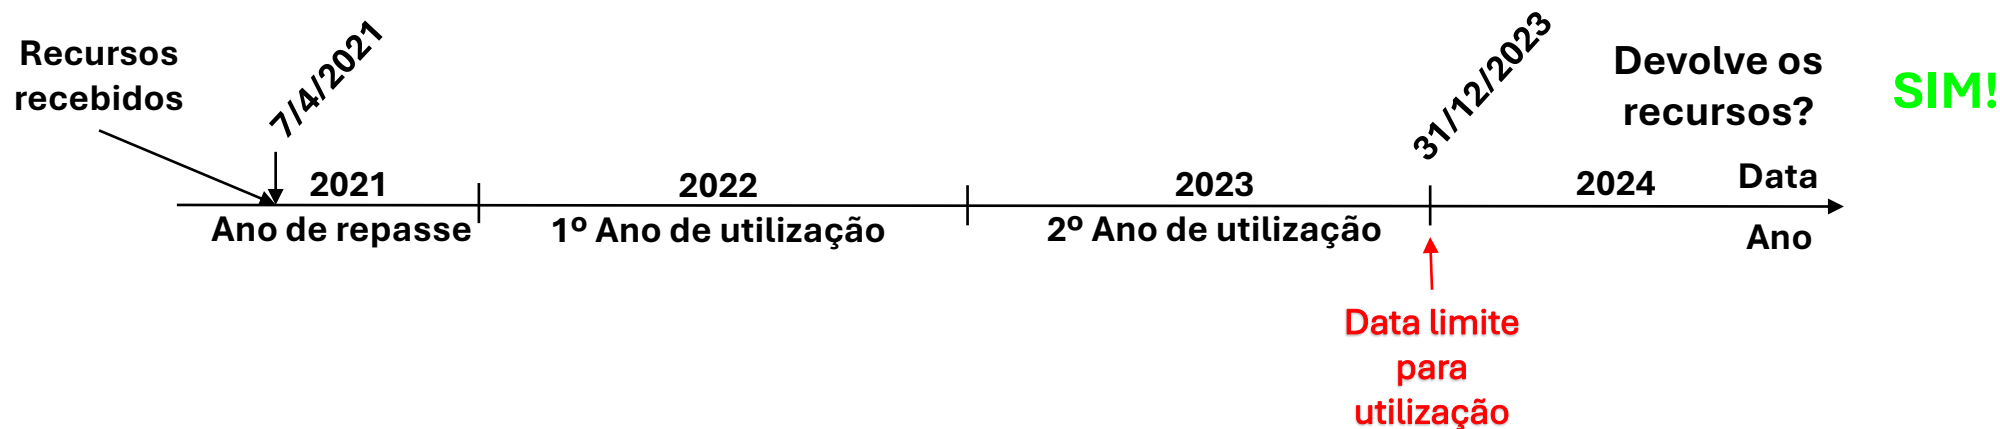 Recursos
recebidos
7/4/2021
31/12/2023
Devolve os
recursos?
SIM!
2021
2022
2023
2024
Data
Ano de repasse
1º Ano de utilização
2º Ano de utilização
Ano
Data limite
para
utilização